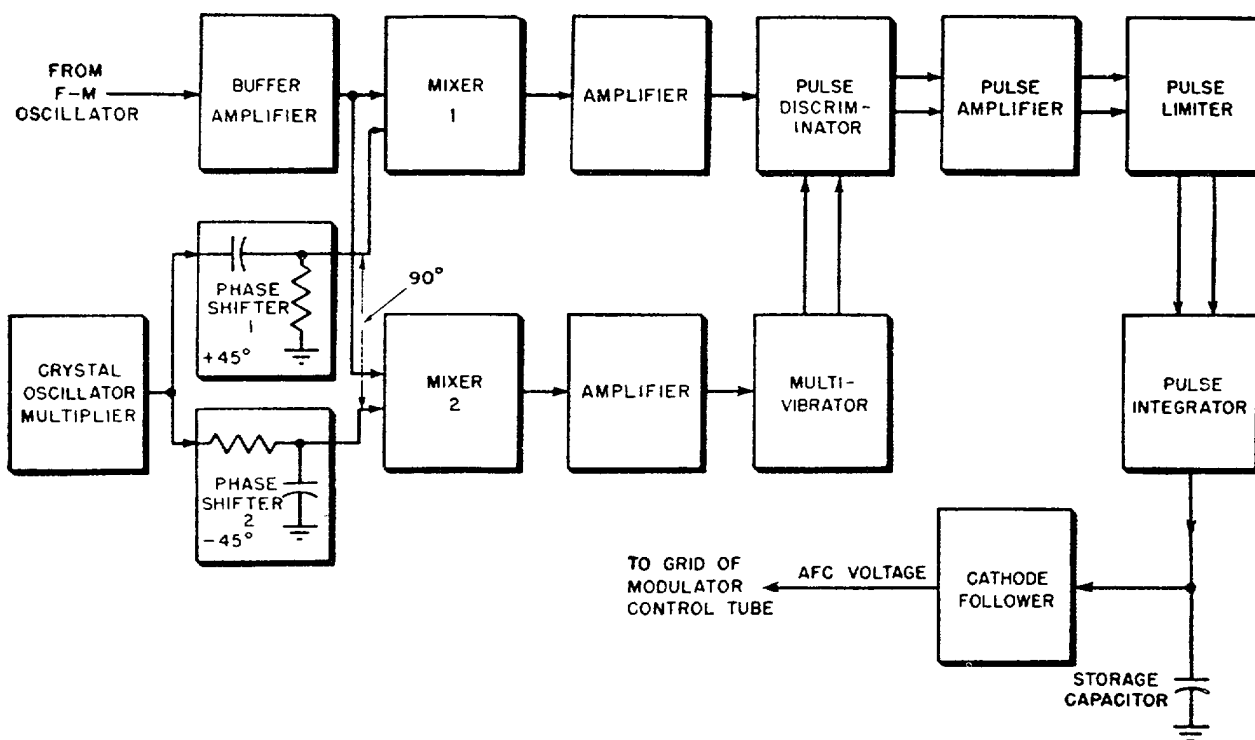 FROM
F-M
OSCILLATOR
BUFFER
AMPLIFIER
MIXER
1
AMPLIFIER
PULSE
DISCRIM-
INATOR
PULSE
AMPLIFIER
PULSE
LIMITER
PHASE
SHIFTER
1
+45°
90°
CRYSTAL
OSCILLATOR
MULTIPLIER
PHASE
SHIFTER
2
-45°
MIXER
2
AMPLIFIER
MULTI-
VIBRATOR
PULSE
INTEGRATOR
TO GRID OF
MODULATOR
CONTROL TUBE
AFC VOLTAGE
CATHODE
FOLLOWER
STORAGE
CAPACITOR